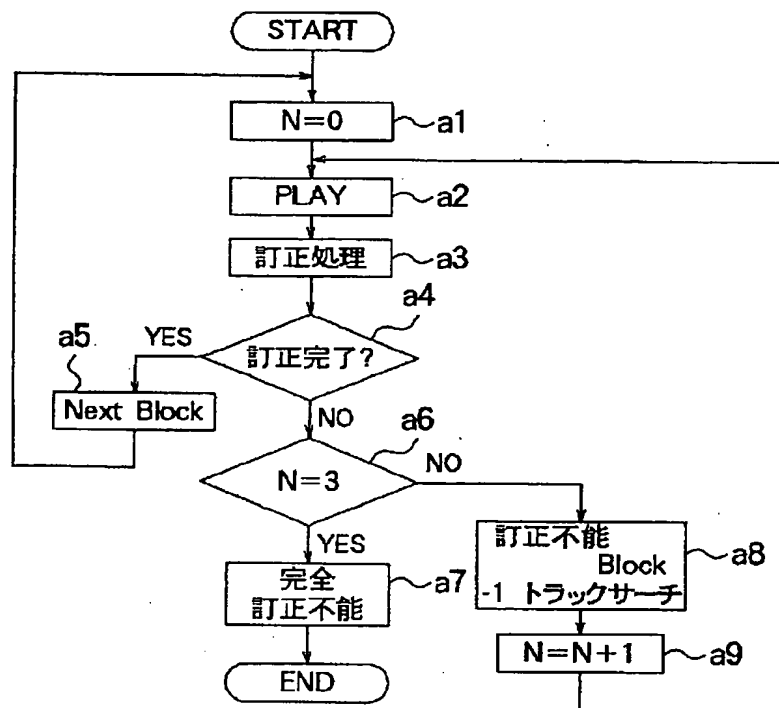 START
N=0
a1
PLAY
a2
訂正処理
a3
a4
訂正完了?
YES
a5
Next Block
NO
a6
N=3
NO
YES
完全
訂正不能
a7
訂正不能
Block
-1 トラックサーチ
a8
N=N+1
a9
END